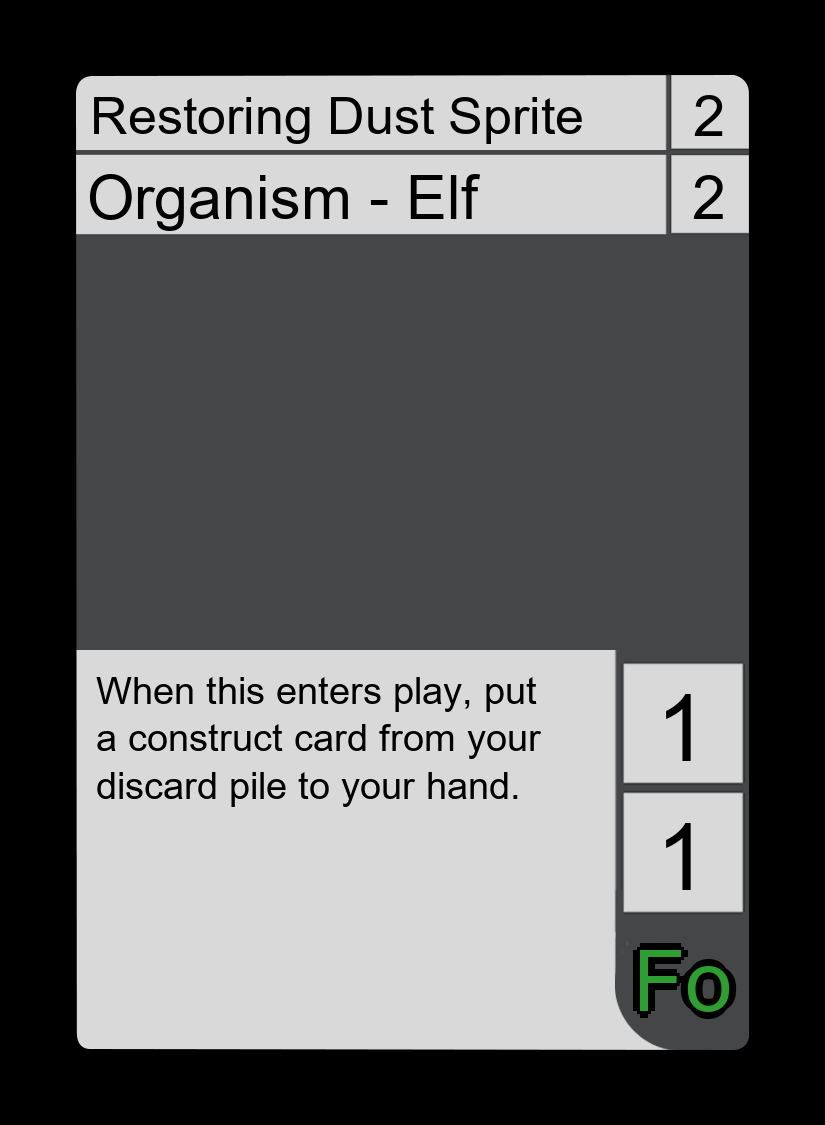 Restoring Dust Sprite 2
Organism - Elf 2
When this enters play, put
a construct card from your
discard pile to your hand.
1
1
Fo